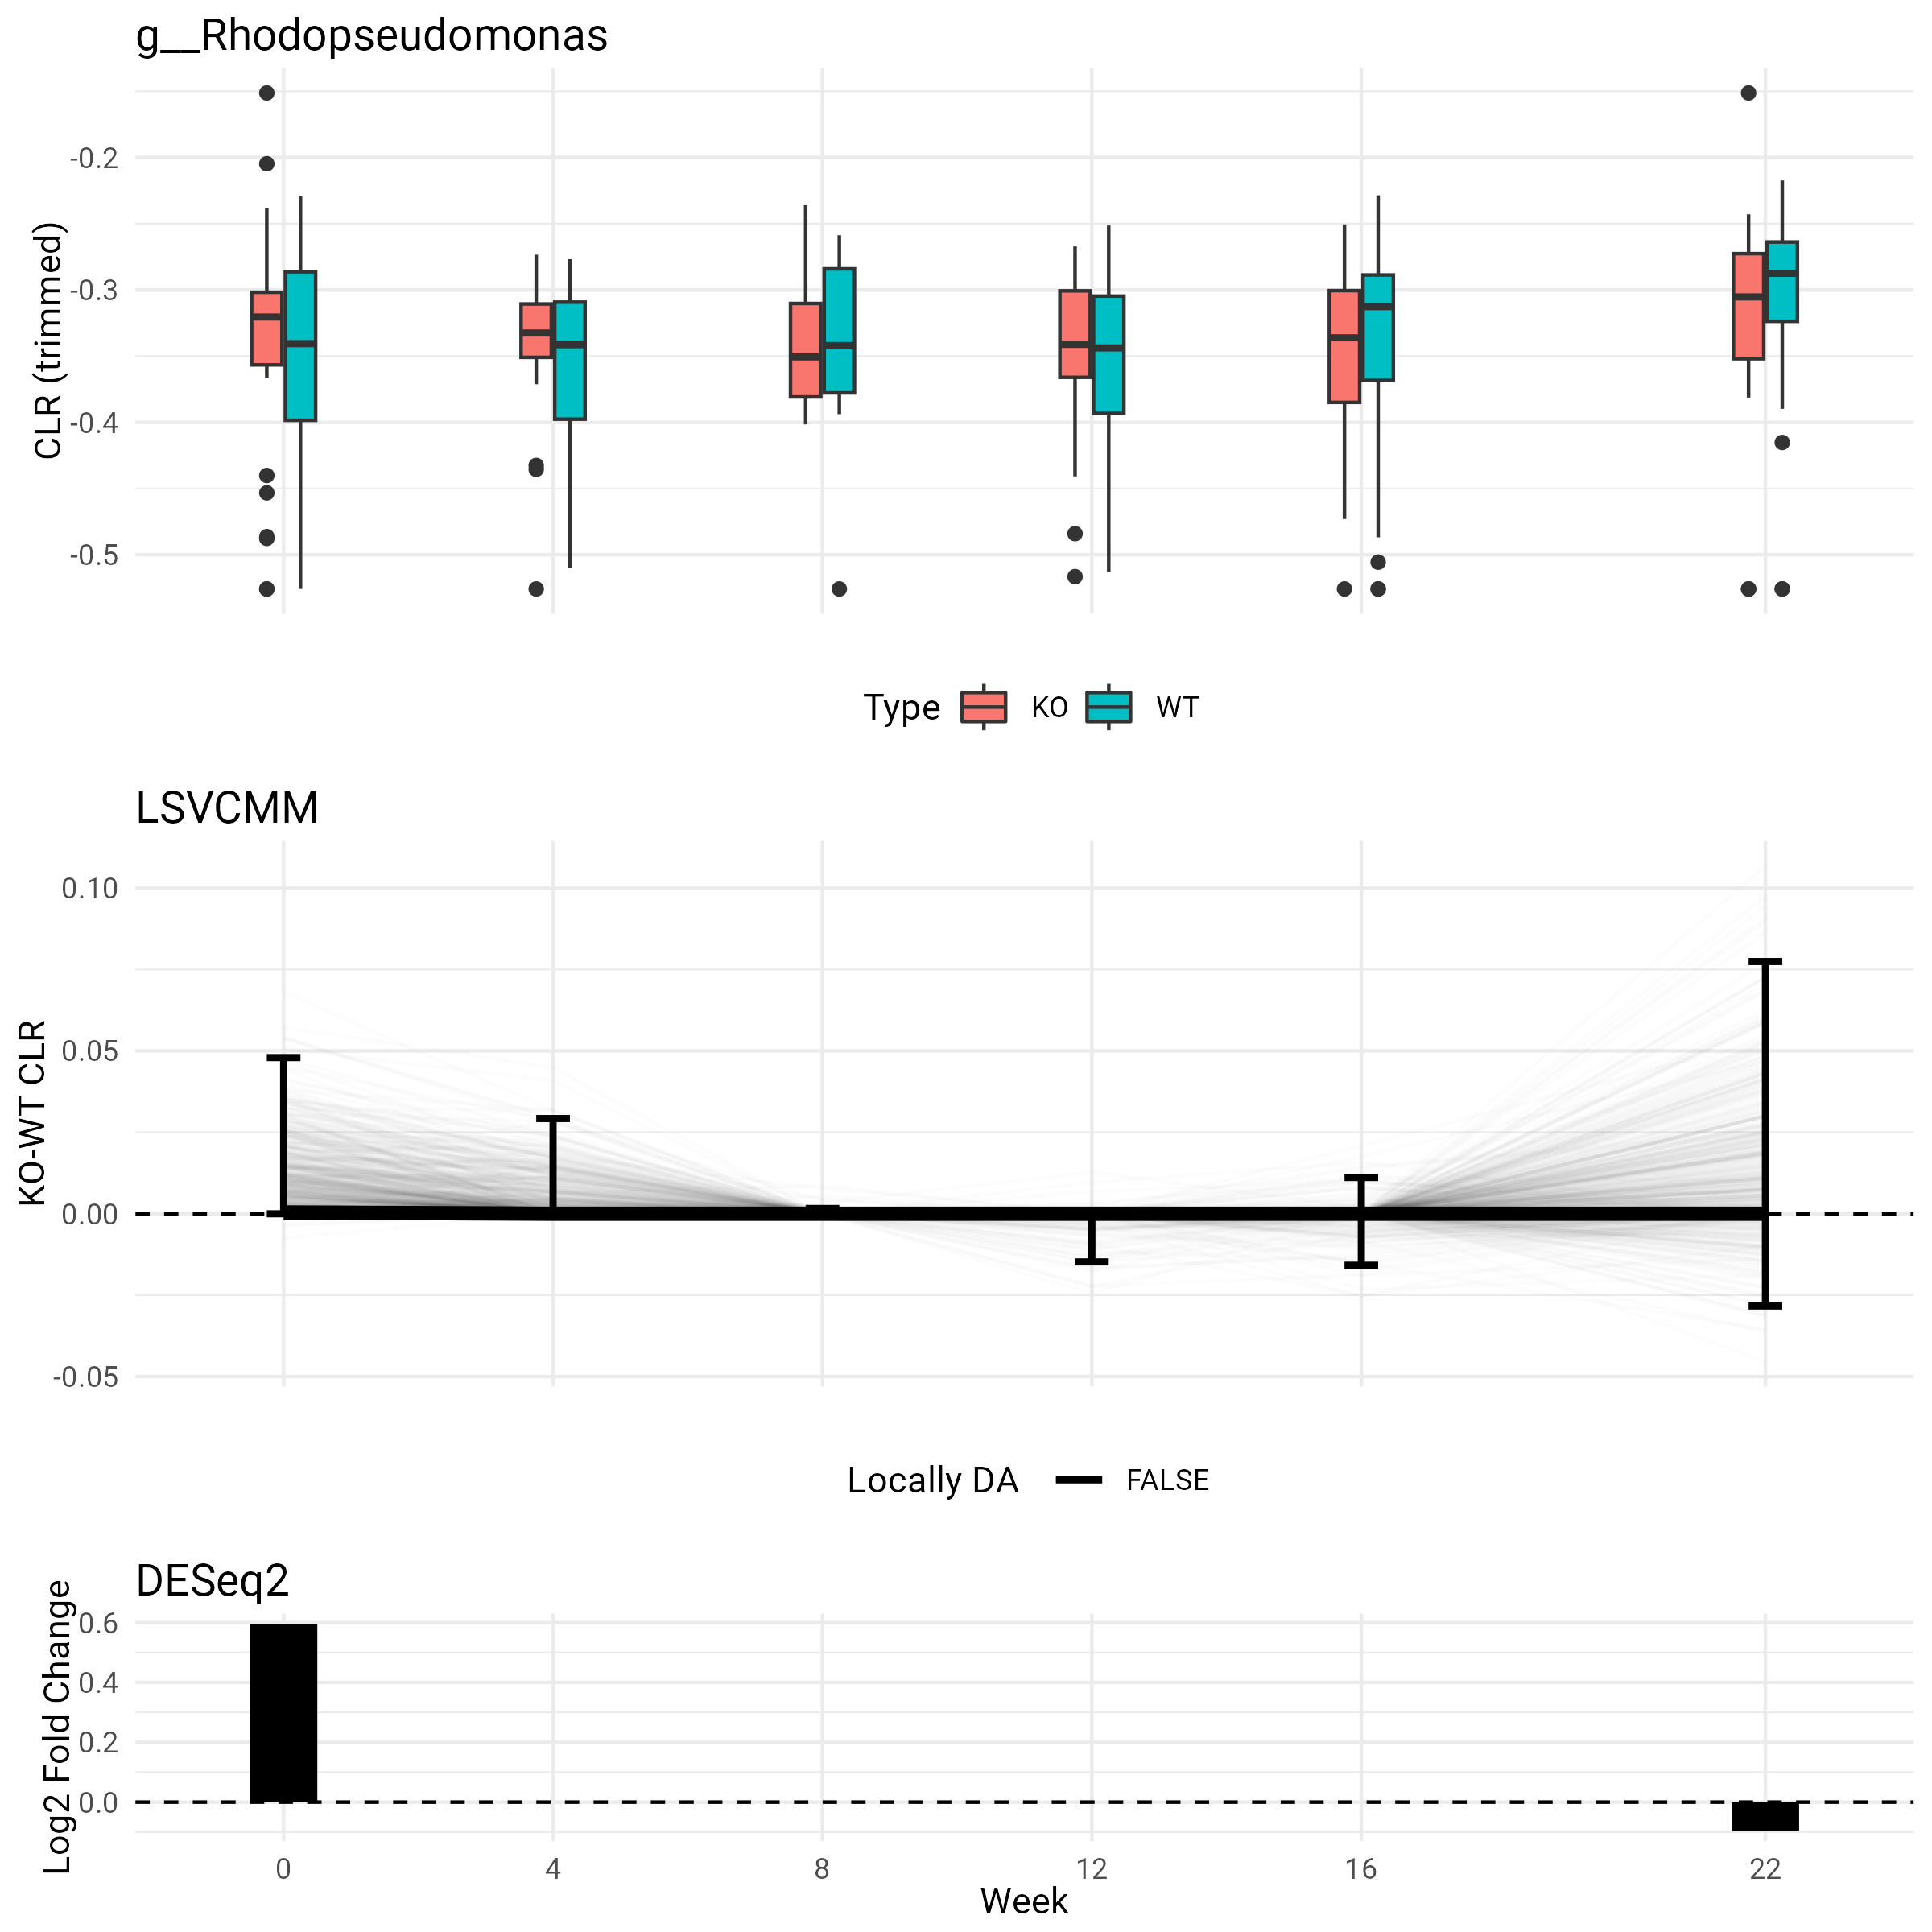 g__Rhodopseudomonas
CLR (trimmed)
-0.2
-0.3
-0.4
-0.5
Type KO WT
LSVCMM
KO-WT CLR
0.10
0.05
0.00
-0.05
Locally DA FALSE
DESeq2
Log2 Fold Change
0.6
0.4
0.2
0.0
0 4 8 12 16 22
Week